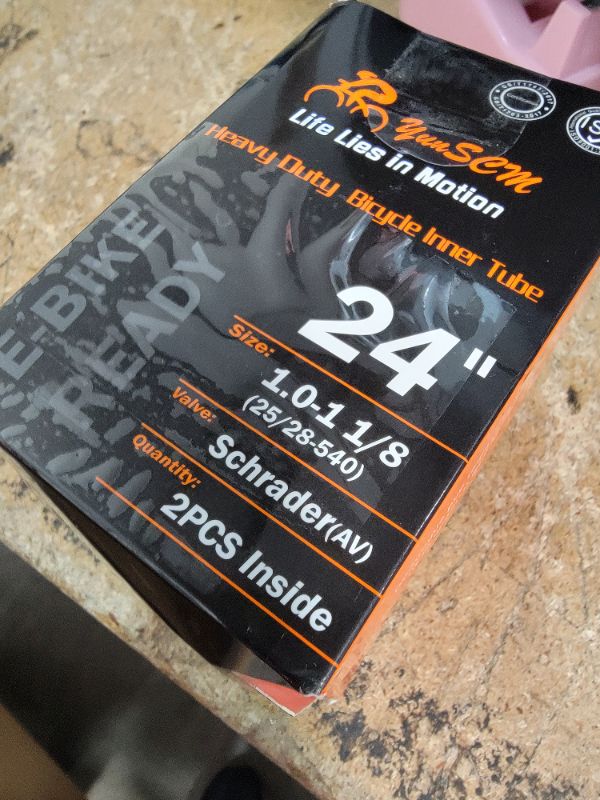 YunSCM
Life Lies in Motion
Heavy Duty Bicycle Inner Tube
24"
Size:
1.0-1 1/8
(25/28-540)
Valve:
Schrader(AV)
Quantity:
2PCS Inside
E-BIKE
READY